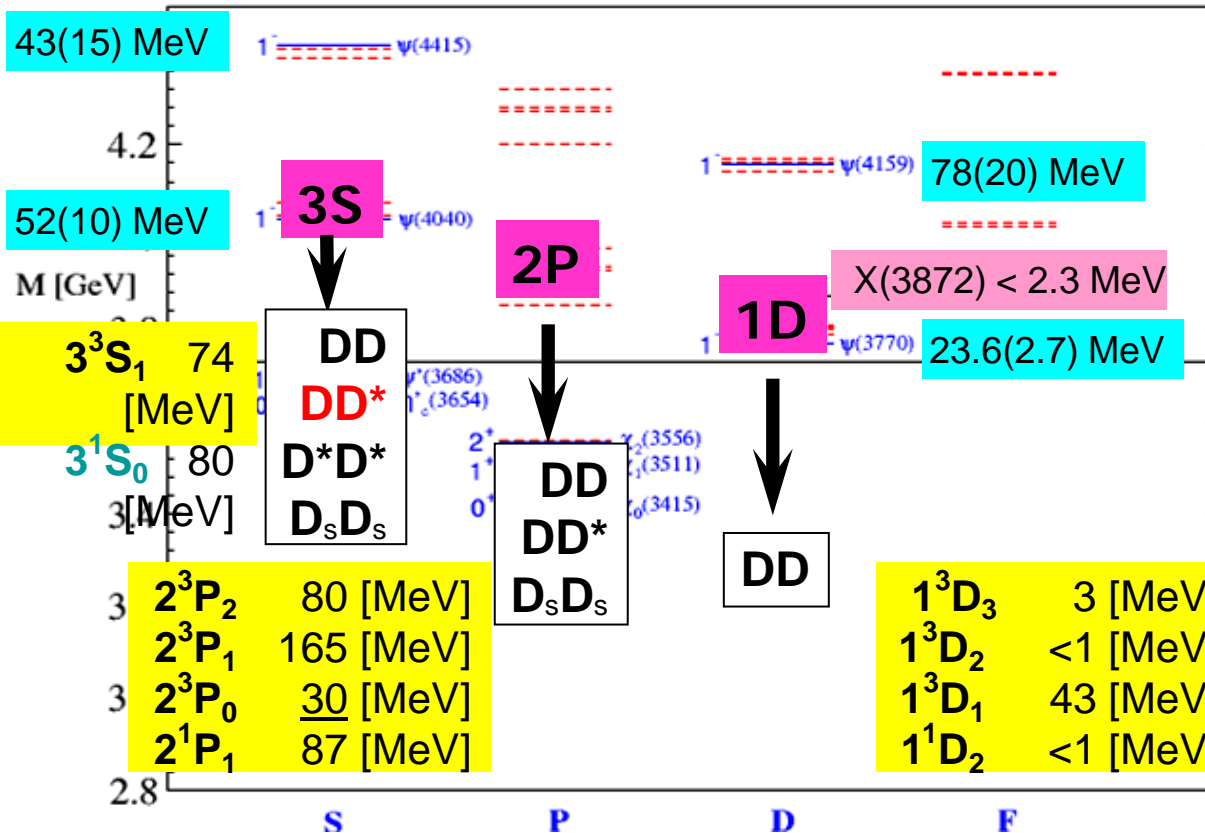 43(15) MeV
1⁻ ψ(4415)
4.2
1⁻ ψ(4159)
78(20) MeV
52(10) MeV
3S
1⁻ ψ(4040)
2P
M [GeV]
X(3872) < 2.3 MeV
1D
1⁻ ψ(3770)
23.6(2.7) MeV
3³S₁ 74
[MeV]
3¹S₀ 80
[MeV]
3.4
DD
DD*
D*D*
DₛDₛ
(3686)
(3654)
2⁺ χ₂(3556)
1⁺ χ₁(3511)
0⁺ χ₀(3415)
DD
DD*
DₛDₛ
DD
2³P₂ 80 [MeV]
2³P₁ 165 [MeV]
2³P₀ 30 [MeV]
2¹P₁ 87 [MeV]
1³D₃ 3 [MeV
1³D₂ <1 [MeV
1³D₁ 43 [MeV
1¹D₂ <1 [MeV
2.8
S P D F